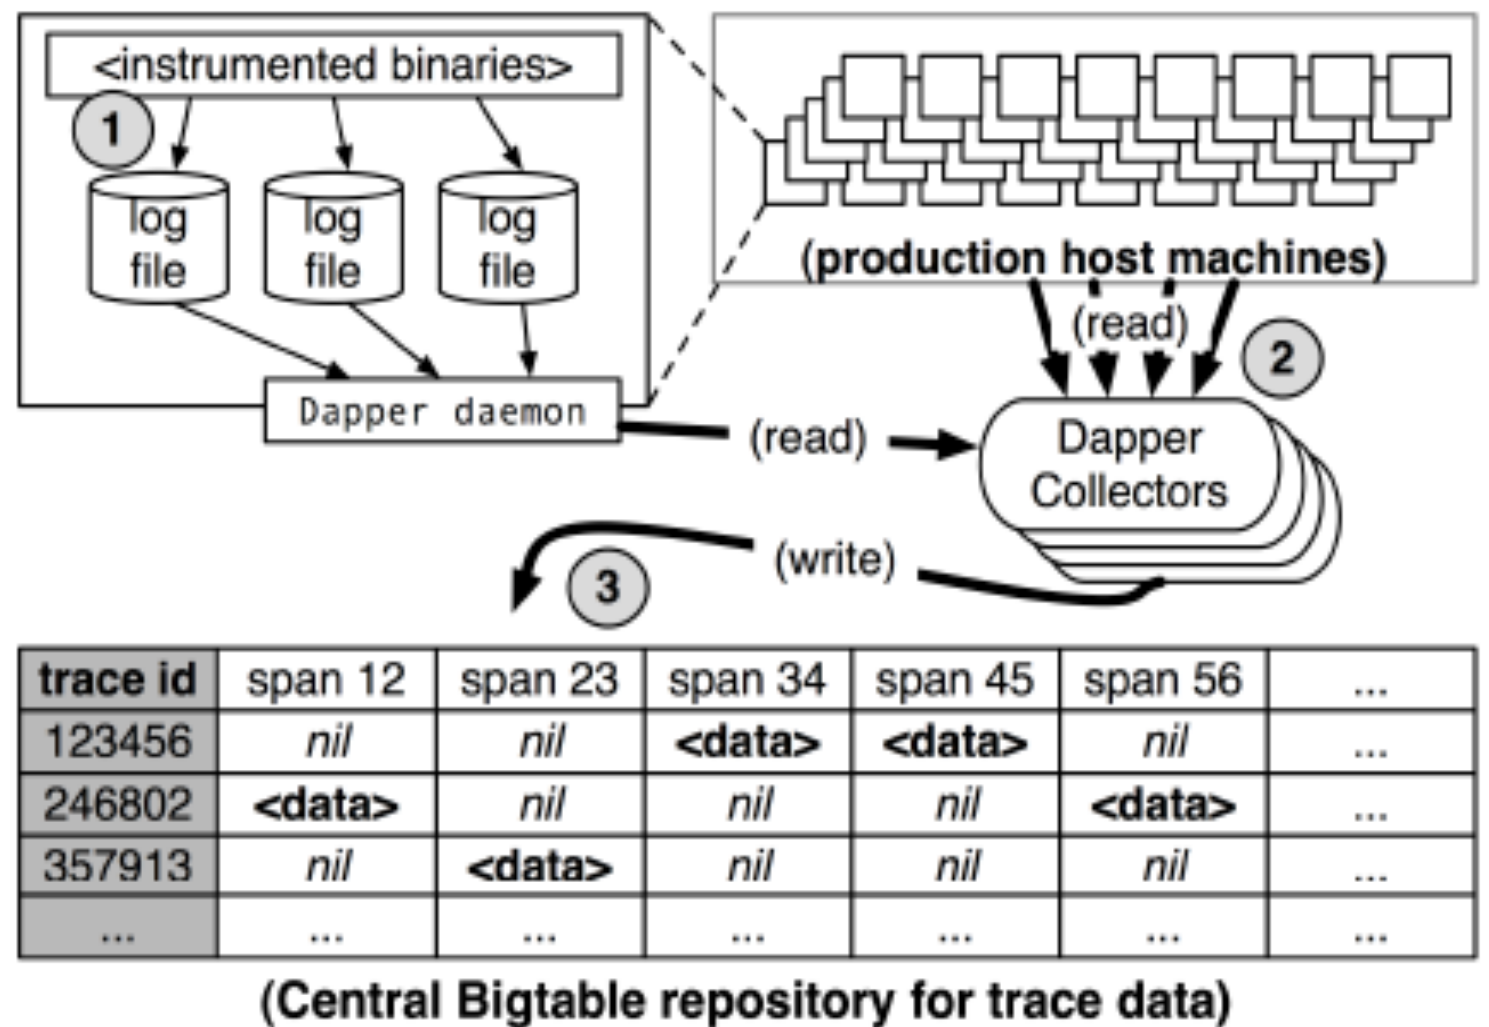 <instrumented binaries>
1
log file
log file
log file
Dapper daemon
(production host machines)
(read)
2
(read)
Dapper
Collectors
(write)
3
trace id span 12 span 23 span 34 span 45 span 56 ...
123456 nil nil <data> <data> nil ...
246802 <data> nil nil nil <data> ...
357913 nil <data> nil nil nil ...
... ... ... ... ... ... ...
(Central Bigtable repository for trace data)